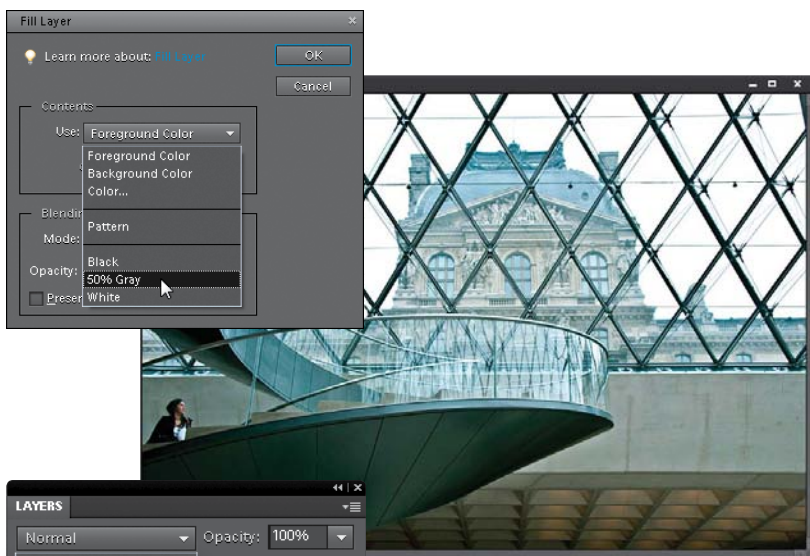 Fill Layer
Learn more about: Fill Layer
OK
Cancel
Contents
Use: Foreground Color
Foreground Color
Background Color
Color...
Pattern
Black
50% Gray
White
Mode:
Opacity:
LAYERS
Normal
Opacity: 100%